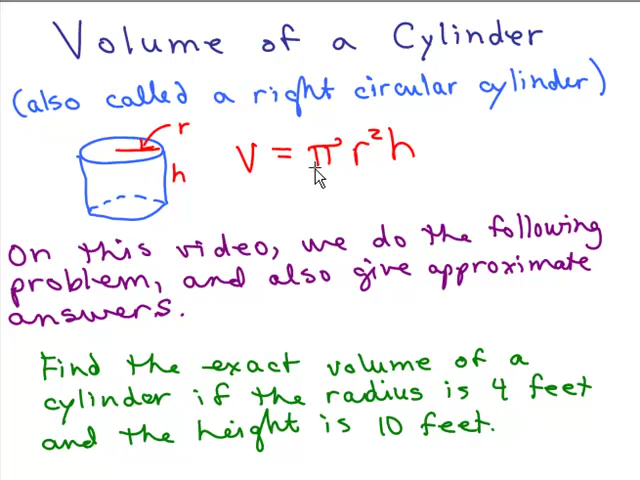 Volume of a Cylinder
(also called a right circular cylinder)
r
h
V = πr²h
On this video, we do the following
problem, and also give approximate
answers.
Find the exact volume of a
cylinder if the radius is 4 feet
and the height is 10 feet.